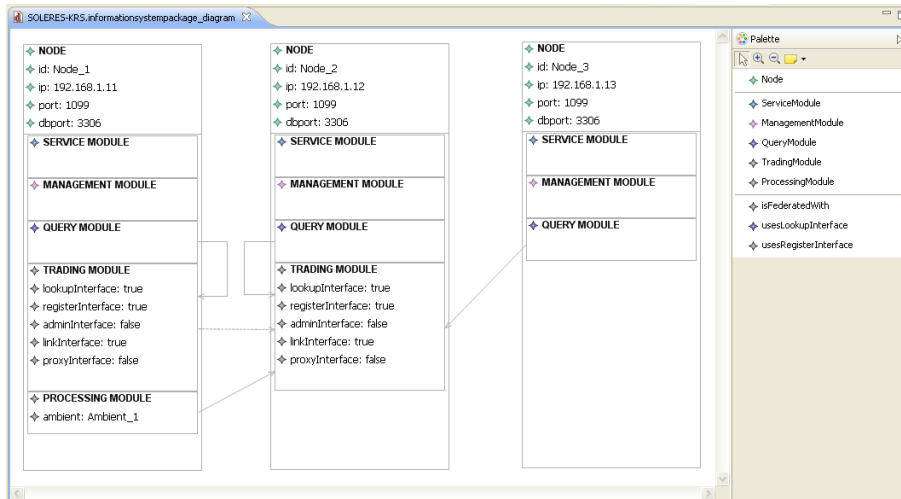 SOLERES-KRS.informationsystempackage_diagram
NODE
id: Node_1
ip: 192.168.1.11
port: 1099
dbport: 3306
SERVICE MODULE
MANAGEMENT MODULE
QUERY MODULE
TRADING MODULE
lookupInterface: true
registerInterface: true
adminInterface: false
linkInterface: true
proxyInterface: false
PROCESSING MODULE
ambient: Ambient_1
NODE
id: Node_2
ip: 192.168.1.12
port: 1099
dbport: 3306
SERVICE MODULE
MANAGEMENT MODULE
QUERY MODULE
TRADING MODULE
lookupInterface: true
registerInterface: true
adminInterface: false
linkInterface: true
proxyInterface: false
NODE
id: Node_3
ip: 192.168.1.13
port: 1099
dbport: 3306
SERVICE MODULE
MANAGEMENT MODULE
QUERY MODULE
Palette
Node
ServiceModule
ManagementModule
QueryModule
TradingModule
ProcessingModule
isFederatedWith
usesLookupInterface
usesRegisterInterface